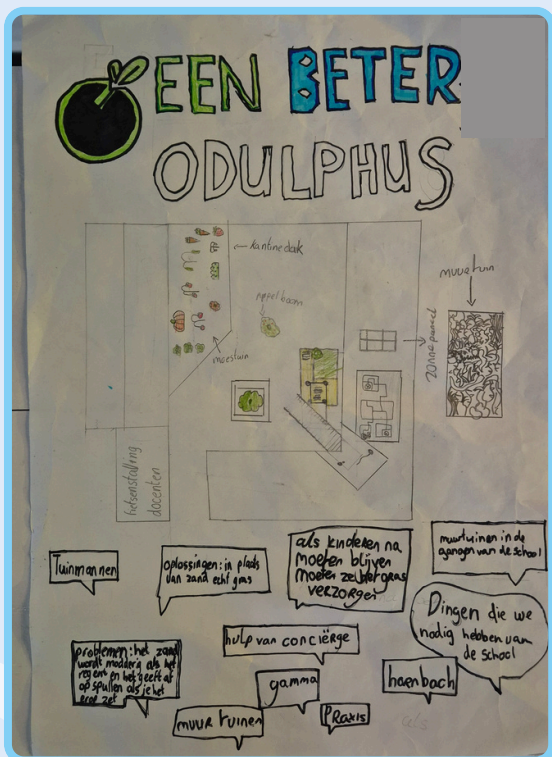 EEN BETER
ODULPHUS
kantinedak
appelboom
moestuin
muurtuin
zonnepaneel
fietsenstalling
docenten
Tuinmannen
oplossingen: in plaats
van zand echt gras
als kinderen na
moeten blijven
moeten ze het gras
verzorgen
muurtuinen in de
gangen van de school
Dingen die we
nodig hebben van
de school
hulp van conciërge
problemen: het zand
wordt modderig als het
regent en het geeft af
op spullen als je het
erop zet
gamma
haenbach
muurtuinen
PRAXIS
als